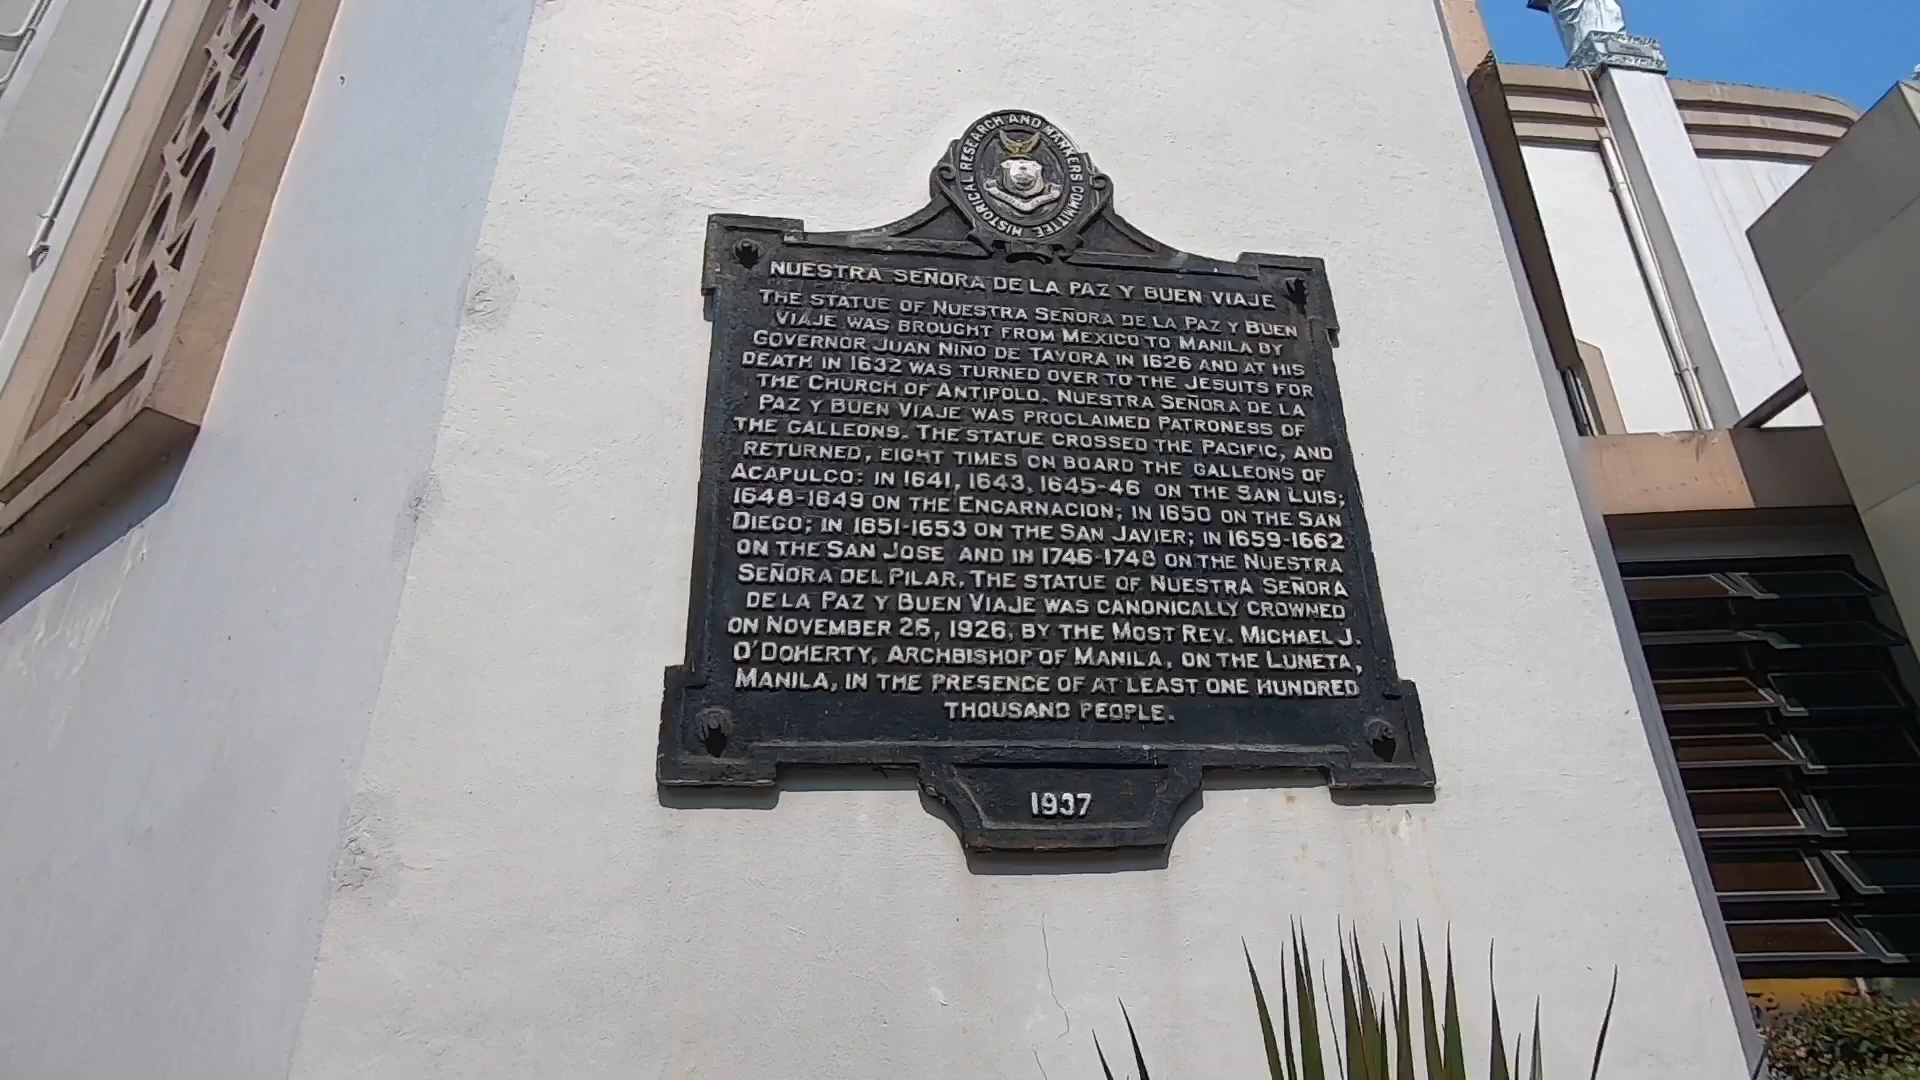 HISTORICAL RESEARCH AND MARKERS COMMITTEE
NUESTRA SEÑORA DE LA PAZ Y BUEN VIAJE
THE STATUE OF NUESTRA SEÑORA DE LA PAZ Y BUEN
VIAJE WAS BROUGHT FROM MEXICO TO MANILA BY
GOVERNOR JUAN NINO DE TAVORA IN 1626 AND AT HIS
DEATH IN 1632 WAS TURNED OVER TO THE JESUITS FOR
THE CHURCH OF ANTIPOLO. NUESTRA SEÑORA DE LA
PAZ Y BUEN VIAJE WAS PROCLAIMED PATRONESS OF
THE GALLEONS. THE STATUE CROSSED THE PACIFIC, AND
RETURNED, EIGHT TIMES ON BOARD THE GALLEONS OF
ACAPULCO: IN 1641, 1643, 1645-46 ON THE SAN LUIS;
1648-1649 ON THE ENCARNACION; IN 1650 ON THE SAN
DIEGO; IN 1651-1653 ON THE SAN JAVIER; IN 1659-1662
ON THE SAN JOSE AND IN 1746-1748 ON THE NUESTRA
SEÑORA DEL PILAR. THE STATUE OF NUESTRA SEÑORA
DE LA PAZ Y BUEN VIAJE WAS CANONICALLY CROWNED
ON NOVEMBER 25, 1926, BY THE MOST REV. MICHAEL J.
O'DOHERTY, ARCHBISHOP OF MANILA, ON THE LUNETA,
MANILA, IN THE PRESENCE OF AT LEAST ONE HUNDRED
THOUSAND PEOPLE.
1937